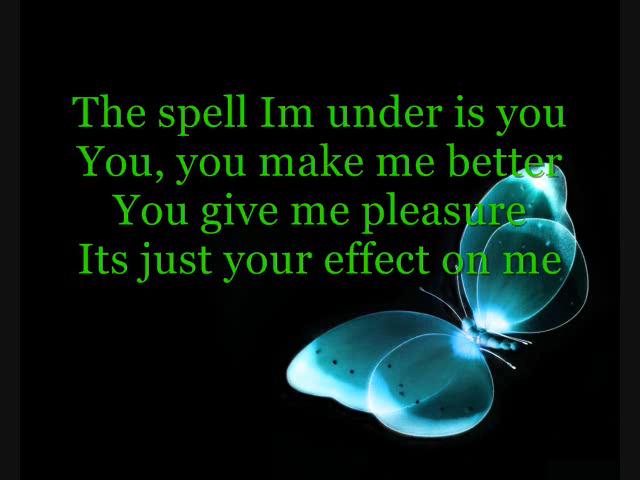 The spell Im under is you
You, you make me better
You give me pleasure
Its just your effect on me